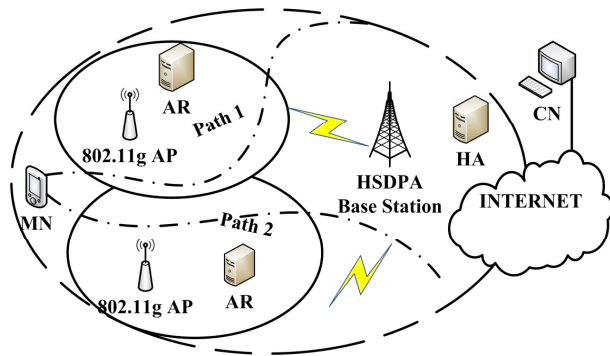 AR
Path 1
802.11g AP
HSDPA
Base Station
HA
CN
MN
INTERNET
Path 2
802.11g AP
AR